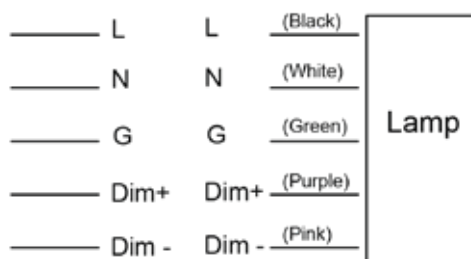 L L (Black)
N N (White)
G G (Green)
Lamp
Dim+ Dim+ (Purple)
Dim - Dim - (Pink)